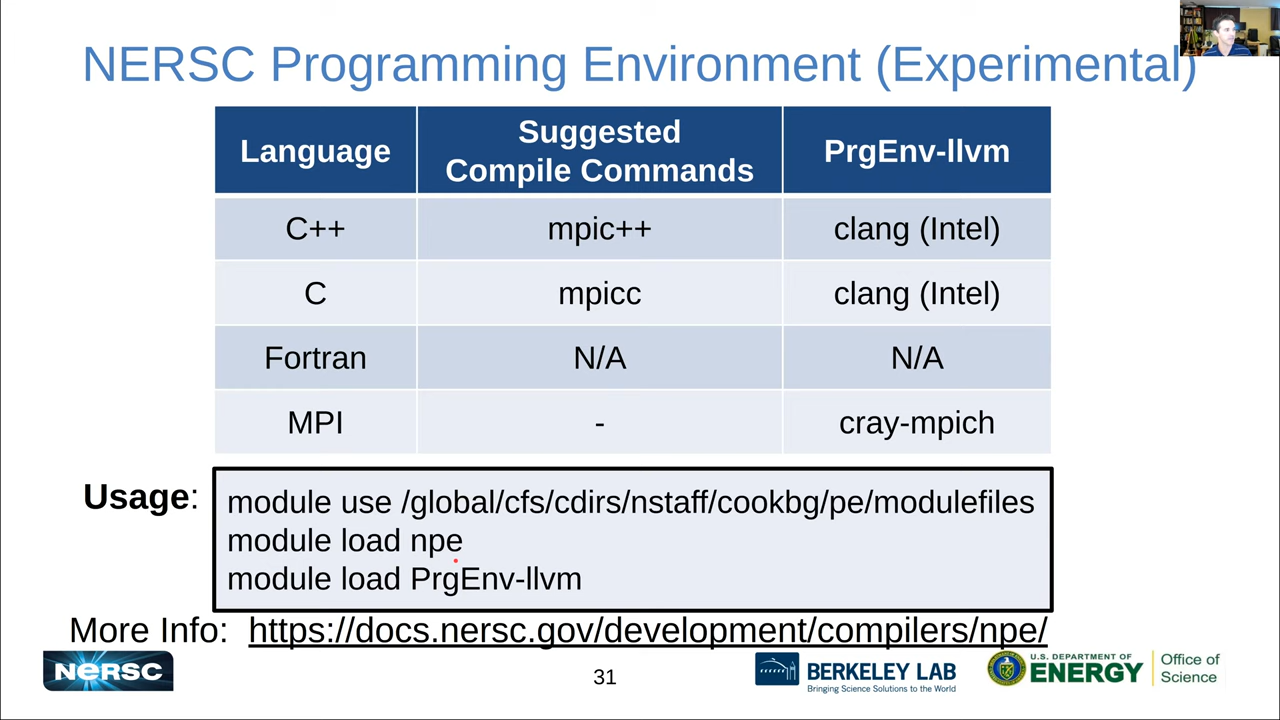 NERSC Programming Environment (Experimental)
Language
Suggested
Compile Commands
PrgEnv-llvm
C++
mpic++
clang (Intel)
C
mpicc
clang (Intel)
Fortran
N/A
N/A
MPI
-
cray-mpich
Usage:
module use /global/cfs/cdirs/nstaff/cookbg/pe/modulefiles
module load npe
module load PrgEnv-llvm
More Info: https://docs.nersc.gov/development/compilers/npe/
NERSC
31
BERKELEY LAB
Bringing Science Solutions to the World
U.S. DEPARTMENT OF
ENERGY
Office of
Science